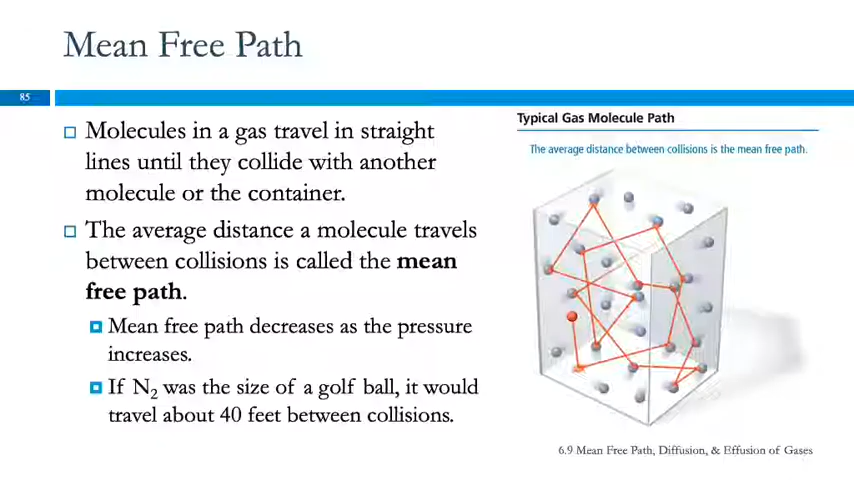 Mean Free Path
85
Molecules in a gas travel in straight
lines until they collide with another
molecule or the container.
The average distance a molecule travels
between collisions is called the mean
free path.
Mean free path decreases as the pressure
increases.
If N₂ was the size of a golf ball, it would
travel about 40 feet between collisions.
Typical Gas Molecule Path
The average distance between collisions is the mean free path.
6.9 Mean Free Path, Diffusion, & Effusion of Gases